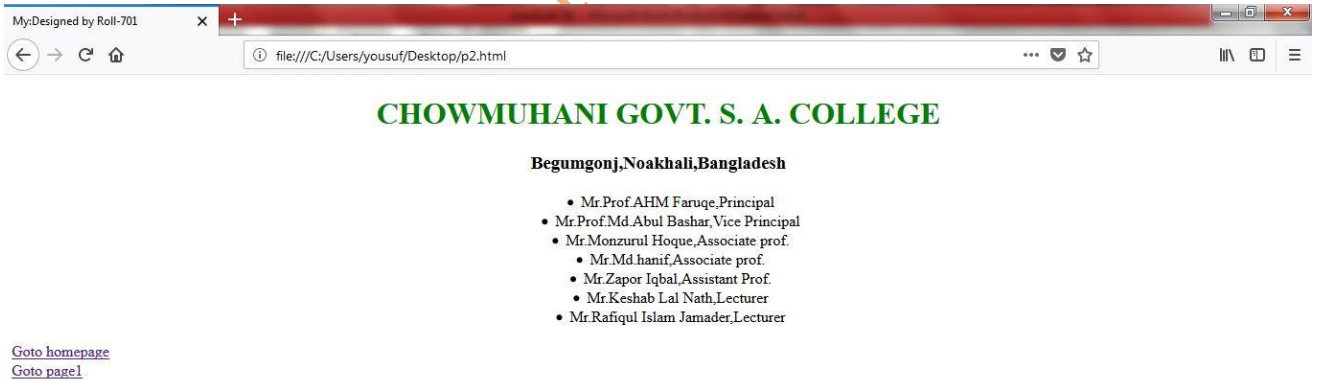 My:Designed by Roll-701
file:///C:/Users/yousuf/Desktop/p2.html
CHOWMUHANI GOVT. S. A. COLLEGE
Begumgonj,Noakhali,Bangladesh
• Mr.Prof.AHM Faruqe,Principal
• Mr.Prof.Md.Abul Bashar,Vice Principal
• Mr.Monzurul Hoque,Associate prof.
• Mr.Md.hanif,Associate prof.
• Mr.Zapor Iqbal,Assistant Prof.
• Mr.Keshab Lal Nath,Lecturer
• Mr.Rafiqul Islam Jamader,Lecturer
Goto homepage
Goto page1